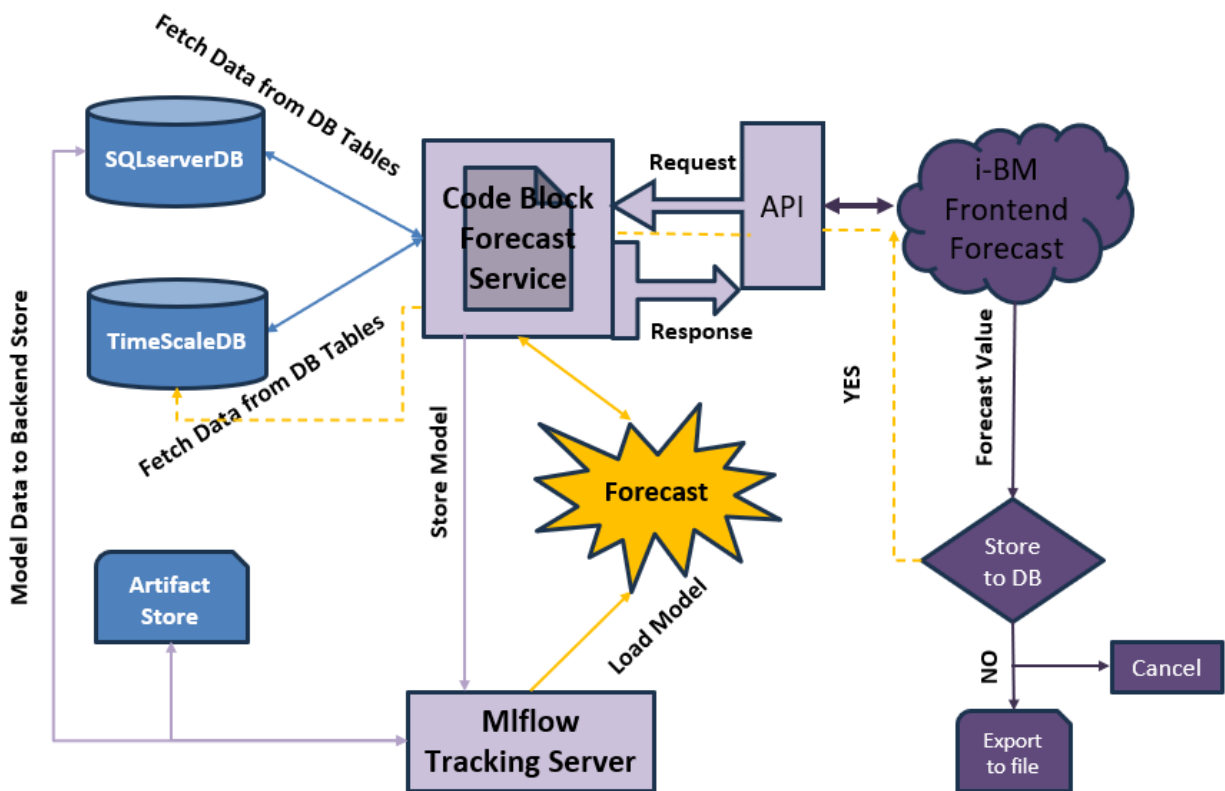 Fetch Data from DB Tables
SQLserverDB
TimeScaleDB
Fetch Data from DB Tables
Model Data to Backend Store
Artifact
Store
Code Block
Forecast
Service
Request
Response
API
i-BM
Frontend
Forecast
Store Model
Forecast
Load Model
Mlflow
Tracking Server
YES
Forecast Value
Store
to DB
NO
Cancel
Export
to file